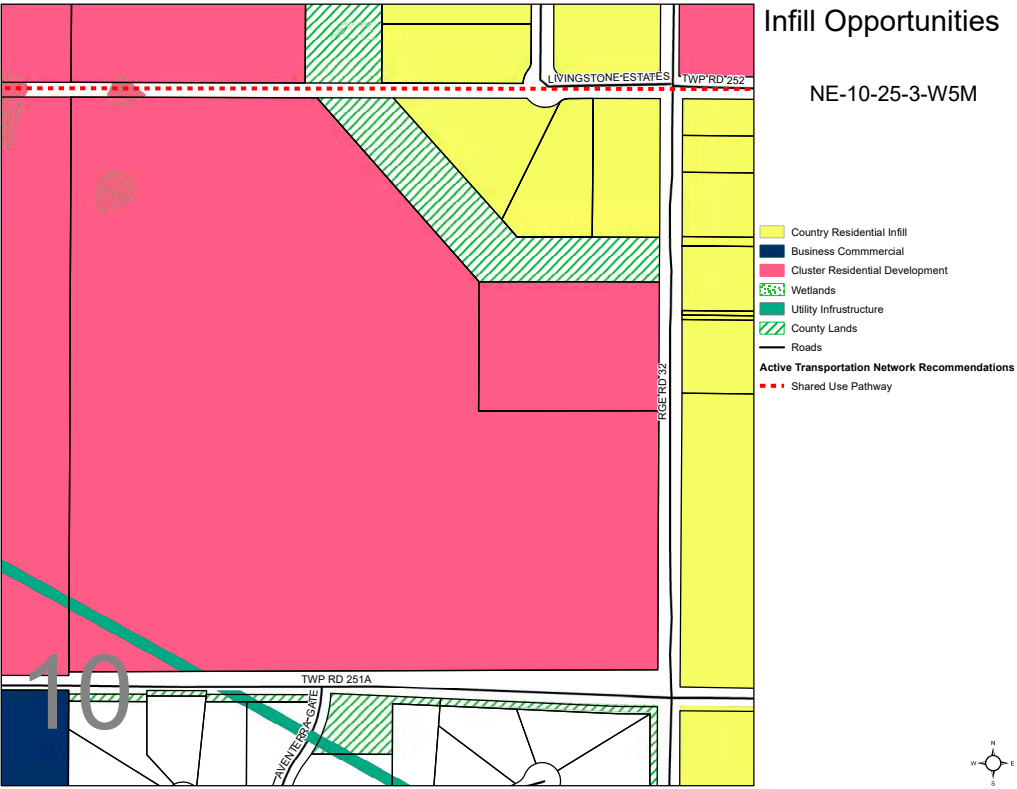 Infill Opportunities
NE-10-25-3-W5M
LIVINGSTONE ESTATES
TWP RD 252
RGE RD 32
TWP RD 251A
AVENTERRA GATE
10
Country Residential Infill
Business Commmercial
Cluster Residential Development
Wetlands
Utility Infrustructure
County Lands
Roads
Active Transportation Network Recommendations
Shared Use Pathway
N
W E
S